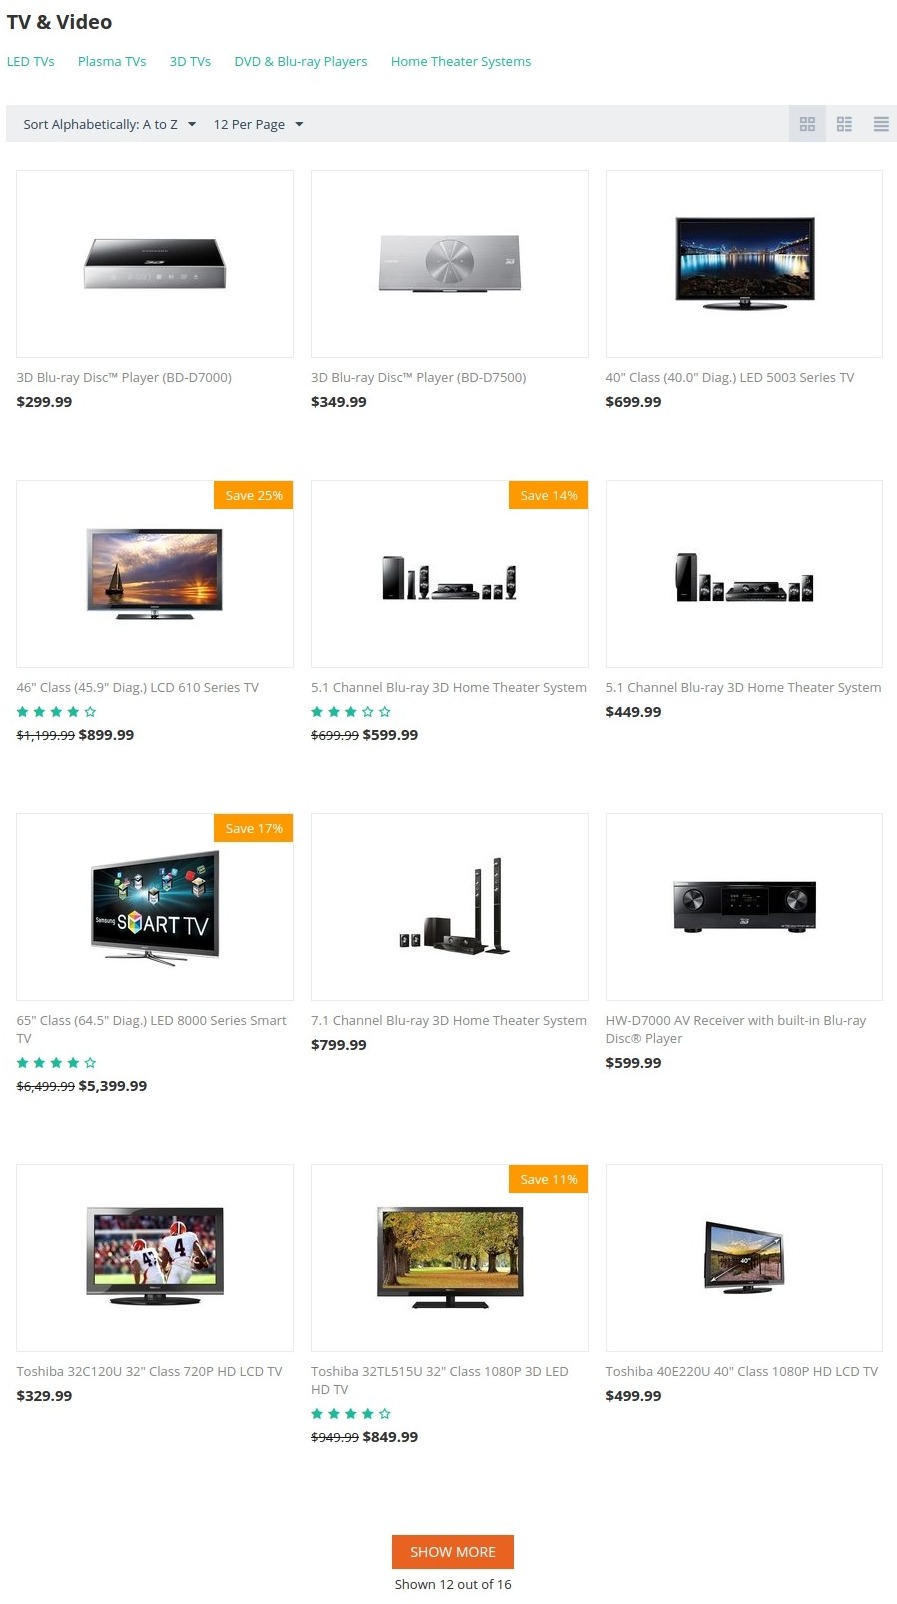 TV & Video
LED TVs Plasma TVs 3D TVs DVD & Blu-ray Players Home Theater Systems
Sort Alphabetically: A to Z 12 Per Page
3D Blu-ray Disc™ Player (BD-D7000)
$299.99
3D Blu-ray Disc™ Player (BD-D7500)
$349.99
40" Class (40.0" Diag.) LED 5003 Series TV
$699.99
Save 25%
46" Class (45.9" Diag.) LCD 610 Series TV
$1,199.99 $899.99
Save 14%
5.1 Channel Blu-ray 3D Home Theater System
$699.99 $599.99
5.1 Channel Blu-ray 3D Home Theater System
$449.99
Save 17%
Samsung SMART TV
65" Class (64.5" Diag.) LED 8000 Series Smart
TV
$6,499.99 $5,399.99
7.1 Channel Blu-ray 3D Home Theater System
$799.99
HW-D7000 AV Receiver with built-in Blu-ray
Disc® Player
$599.99
4
Toshiba 32C120U 32" Class 720P HD LCD TV
$329.99
Save 11%
Toshiba 32TL515U 32" Class 1080P 3D LED
HD TV
$949.99 $849.99
40"
Toshiba 40E220U 40" Class 1080P HD LCD TV
$499.99
SHOW MORE
Shown 12 out of 16